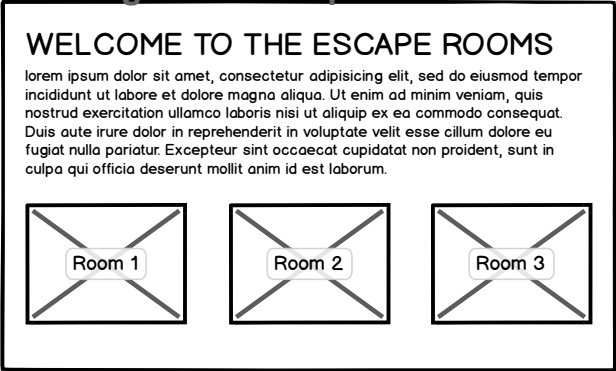 WELCOME TO THE ESCAPE ROOMS
lorem ipsum dolor sit amet, consectetur adipisicing elit, sed do eiusmod tempor
incididunt ut labore et dolore magna aliqua. Ut enim ad minim veniam, quis
nostrud exercitation ullamco laboris nisi ut aliquip ex ea commodo consequat.
Duis aute irure dolor in reprehenderit in voluptate velit esse cillum dolore eu
fugiat nulla pariatur. Excepteur sint occaecat cupidatat non proident, sunt in
culpa qui officia deserunt mollit anim id est laborum.
Room 1
Room 2
Room 3